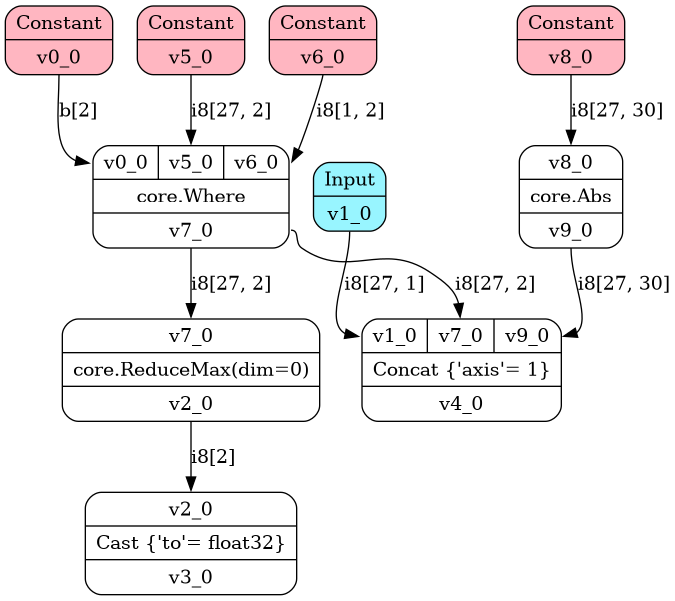 Constant
v0_0
Constant
v5_0
Constant
v6_0
Constant
v8_0
b[2]
i8[27, 2]
i8[1, 2]
i8[27, 30]
v0_0 v5_0 v6_0
core.Where
v7_0
Input
v1_0
v8_0
core.Abs
v9_0
i8[27, 2]
i8[27, 1]
i8[27, 2]
i8[27, 30]
v7_0
core.ReduceMax(dim=0)
v2_0
v1_0 v7_0 v9_0
Concat {'axis'= 1}
v4_0
i8[2]
v2_0
Cast {'to'= float32}
v3_0